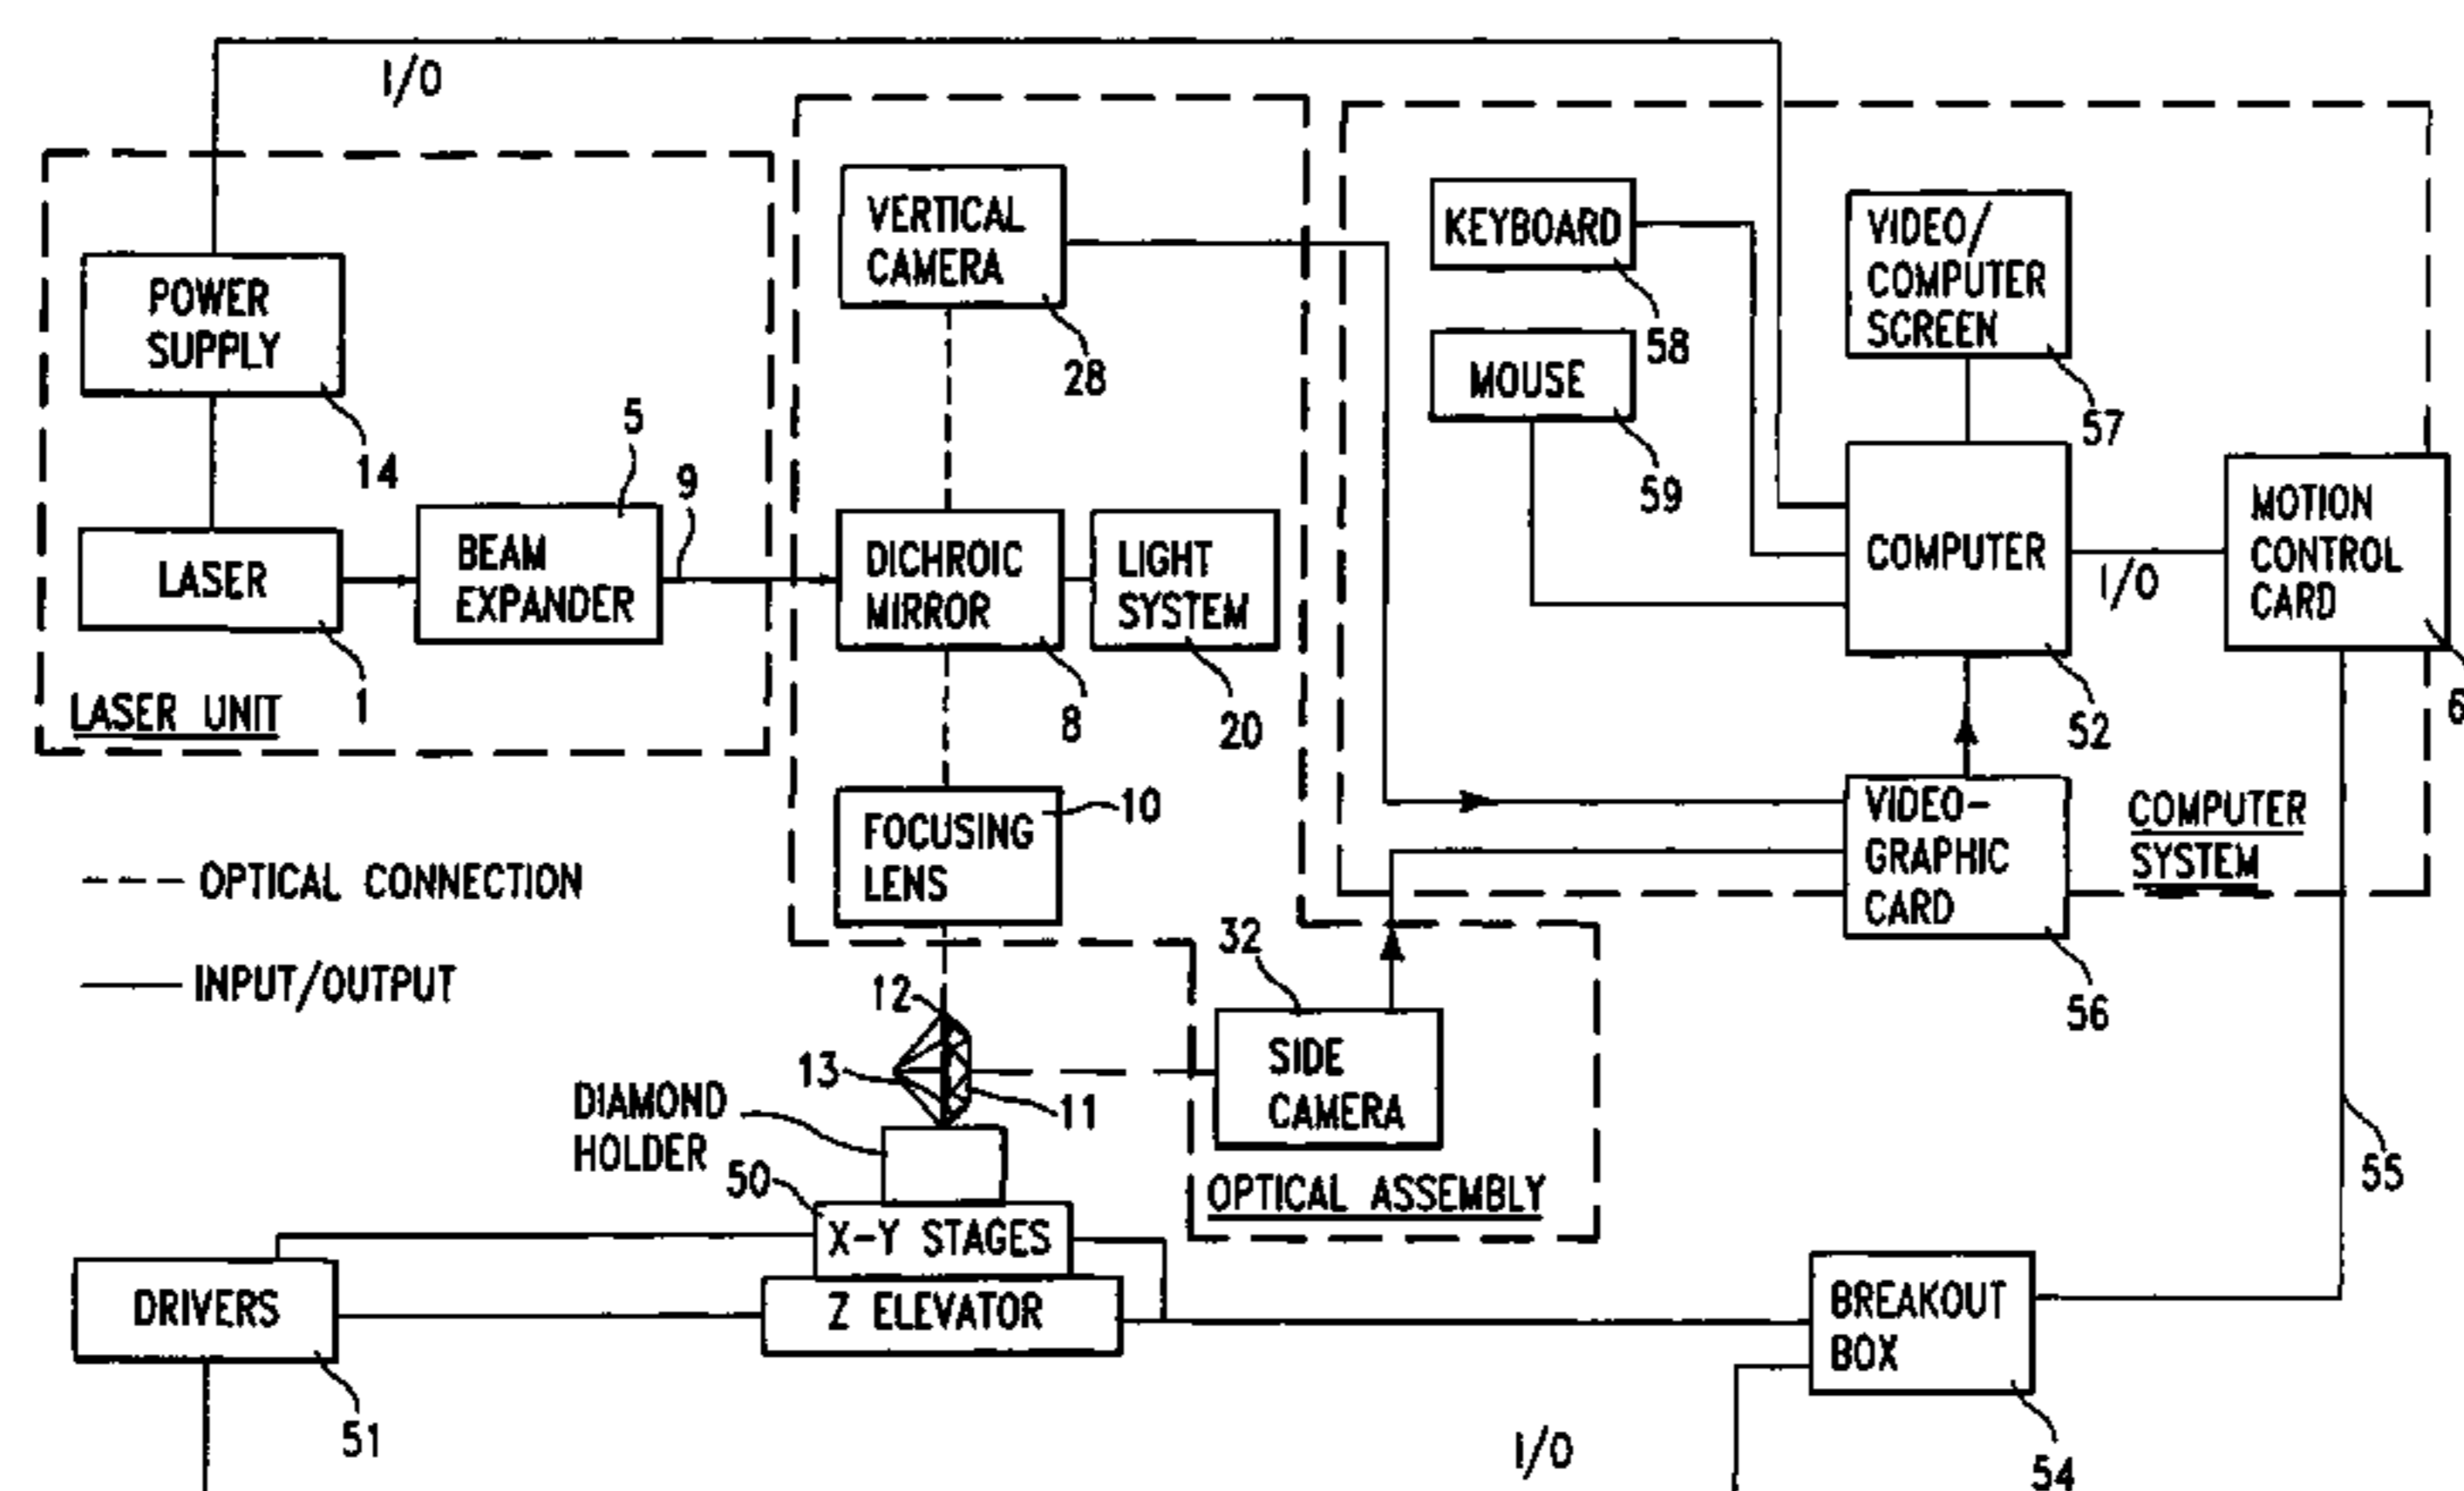 I/O
POWER
SUPPLY
14
LASER
1
5
BEAM
EXPANDER
9
LASER UNIT
VERTICAL
CAMERA
28
DICHROIC
MIRROR
8
LIGHT
SYSTEM
20
FOCUSING
LENS
10
KEYBOARD
58
MOUSE
59
VIDEO/
COMPUTER
SCREEN
57
COMPUTER
52
I/O
MOTION
CONTROL
CARD
VIDEO-
GRAPHIC
CARD
56
COMPUTER
SYSTEM
OPTICAL CONNECTION
INPUT/OUTPUT
12
13
11
DIAMOND
HOLDER
32
SIDE
CAMERA
OPTICAL ASSEMBLY
50
X-Y STAGES
Z ELEVATOR
DRIVERS
51
55
BREAKOUT
BOX
54
I/O